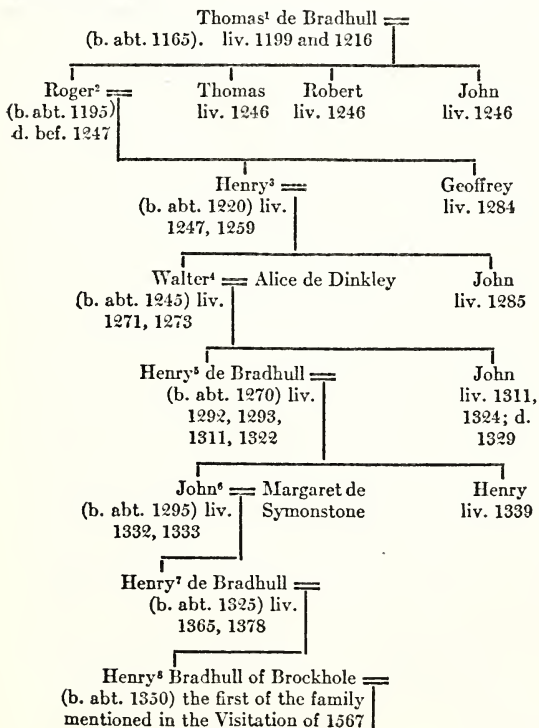 Thomas¹ de Bradhull
(b. abt. 1165). liv. 1199 and 1216
Roger² Thomas Robert John
(b. abt. 1195) liv. 1246 liv. 1246 liv. 1246
d. bef. 1247
Henry³ Geoffrey
(b. abt. 1220) liv. liv. 1284
1247, 1259
Walter⁴ Alice de Dinkley John
(b. abt. 1245) liv. liv. 1285
1271, 1273
Henry⁵ de Bradhull John
(b. abt. 1270) liv. liv. 1311,
1292, 1293, 1324; d.
1311, 1322 1329
John⁶ Margaret de Henry
(b. abt. 1295) liv. Symonstone liv. 1339
1332, 1333
Henry⁷ de Bradhull
(b. abt. 1325) liv.
1365, 1378
Henry⁸ Bradhull of Brockhole
(b. abt. 1350) the first of the family
mentioned in the Visitation of 1567